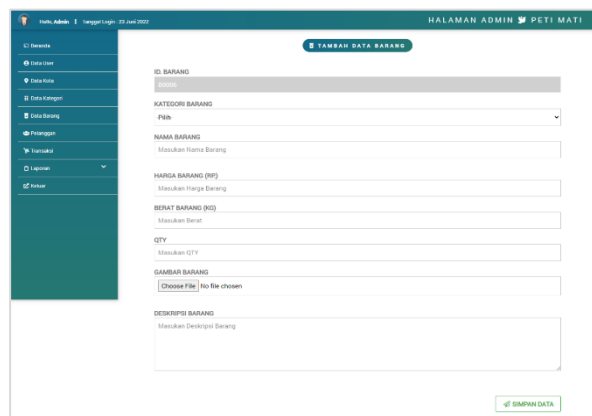 Hallo, Admin | Tanggal Login : 23 Juni 2022
HALAMAN ADMIN PETI MATI
Beranda
Data User
Data Kota
Data Kategori
Data Barang
Pelanggan
Transaksi
Laporan
Keluar
TAMBAH DATA BARANG
ID. BARANG
KATEGORI BARANG
-Pilih-
NAMA BARANG
Masukan Nama Barang
HARGA BARANG (RP)
Masukan Harga Barang
BERAT BARANG (KG)
Masukan Berat
QTY
Masukan QTY
GAMBAR BARANG
Choose File No file chosen
DESKRIPSI BARANG
Masukan Deskripsi Barang
SIMPAN DATA